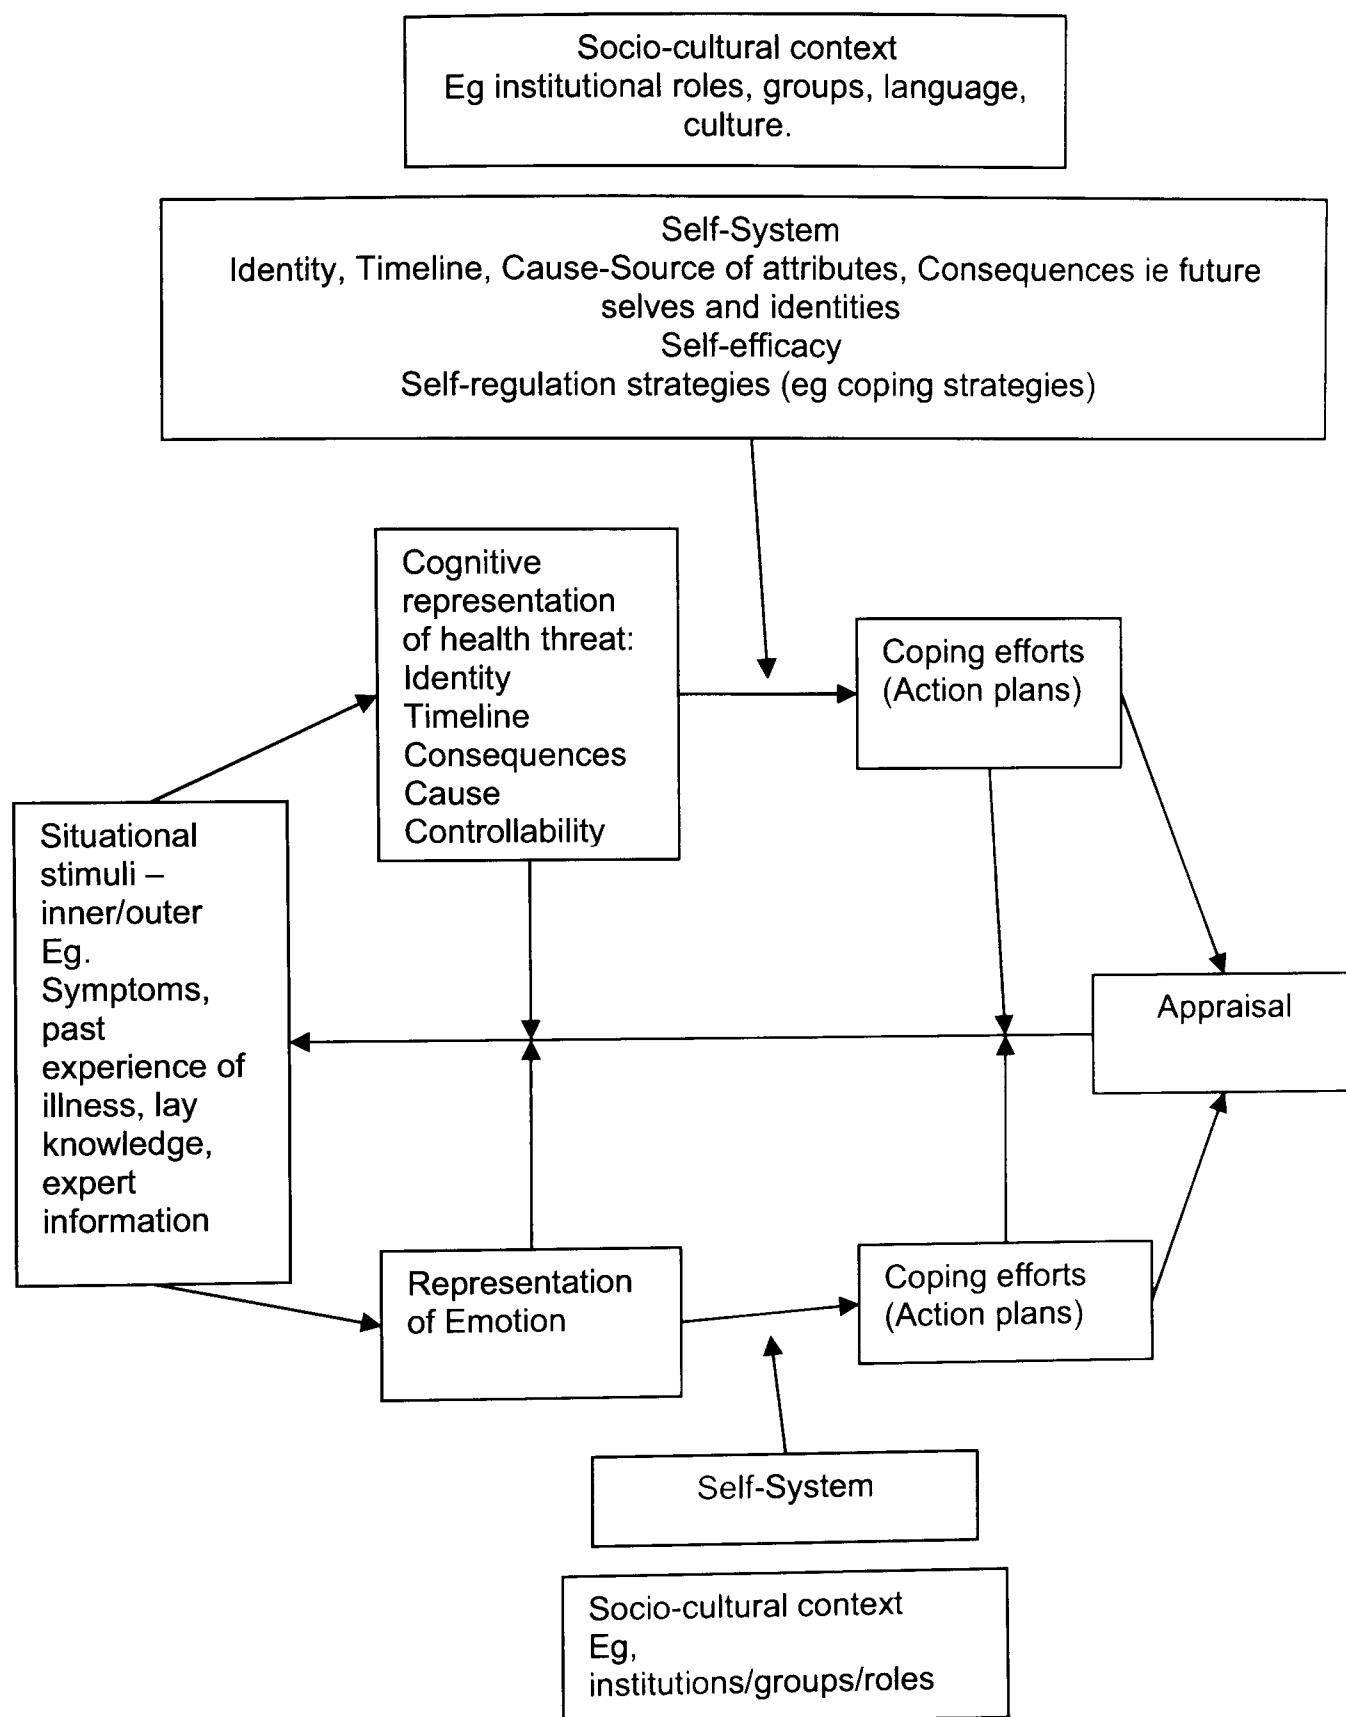 Socio-cultural context
Eg institutional roles, groups, language,
culture.
Self-System
Identity, Timeline, Cause-Source of attributes, Consequences ie future
selves and identities
Self-efficacy
Self-regulation strategies (eg coping strategies)
Cognitive
representation
of health threat:
Identity
Timeline
Consequences
Cause
Controllability
Coping efforts
(Action plans)
Situational
stimuli –
inner/outer
Eg.
Symptoms,
past
experience of
illness, lay
knowledge,
expert
information
Appraisal
Representation
of Emotion
Coping efforts
(Action plans)
Self-System
Socio-cultural context
Eg,
institutions/groups/roles